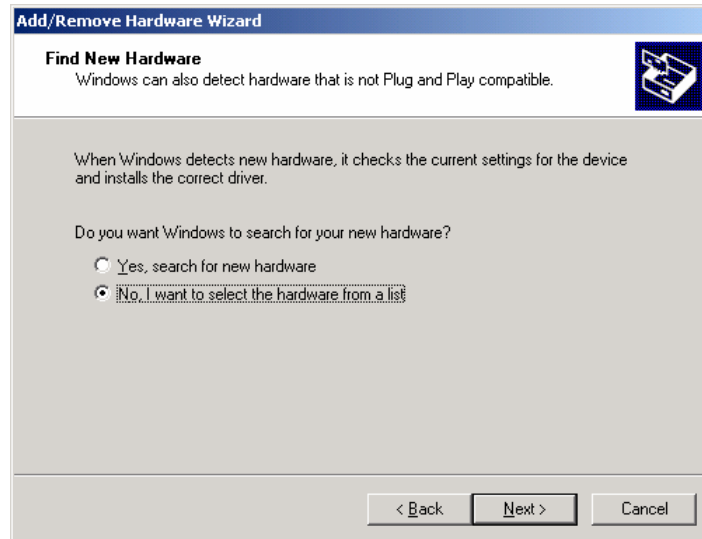 Add/Remove Hardware Wizard
Find New Hardware
Windows can also detect hardware that is not Plug and Play compatible.
When Windows detects new hardware, it checks the current settings for the device
and installs the correct driver.
Do you want Windows to search for your new hardware?
Yes, search for new hardware
No, I want to select the hardware from a list
< Back Next > Cancel